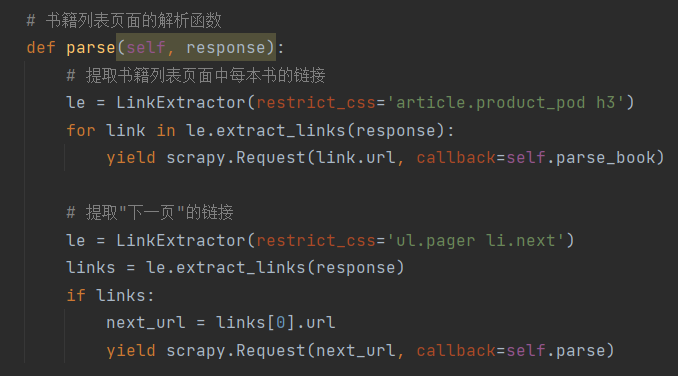 # 书籍列表页面的解析函数
def parse(self, response):
# 提取书籍列表页面中每本书的链接
le = LinkExtractor(restrict_css='article.product_pod h3')
for link in le.extract_links(response):
yield scrapy.Request(link.url, callback=self.parse_book)
# 提取"下一页"的链接
le = LinkExtractor(restrict_css='ul.pager li.next')
links = le.extract_links(response)
if links:
next_url = links[0].url
yield scrapy.Request(next_url, callback=self.parse)